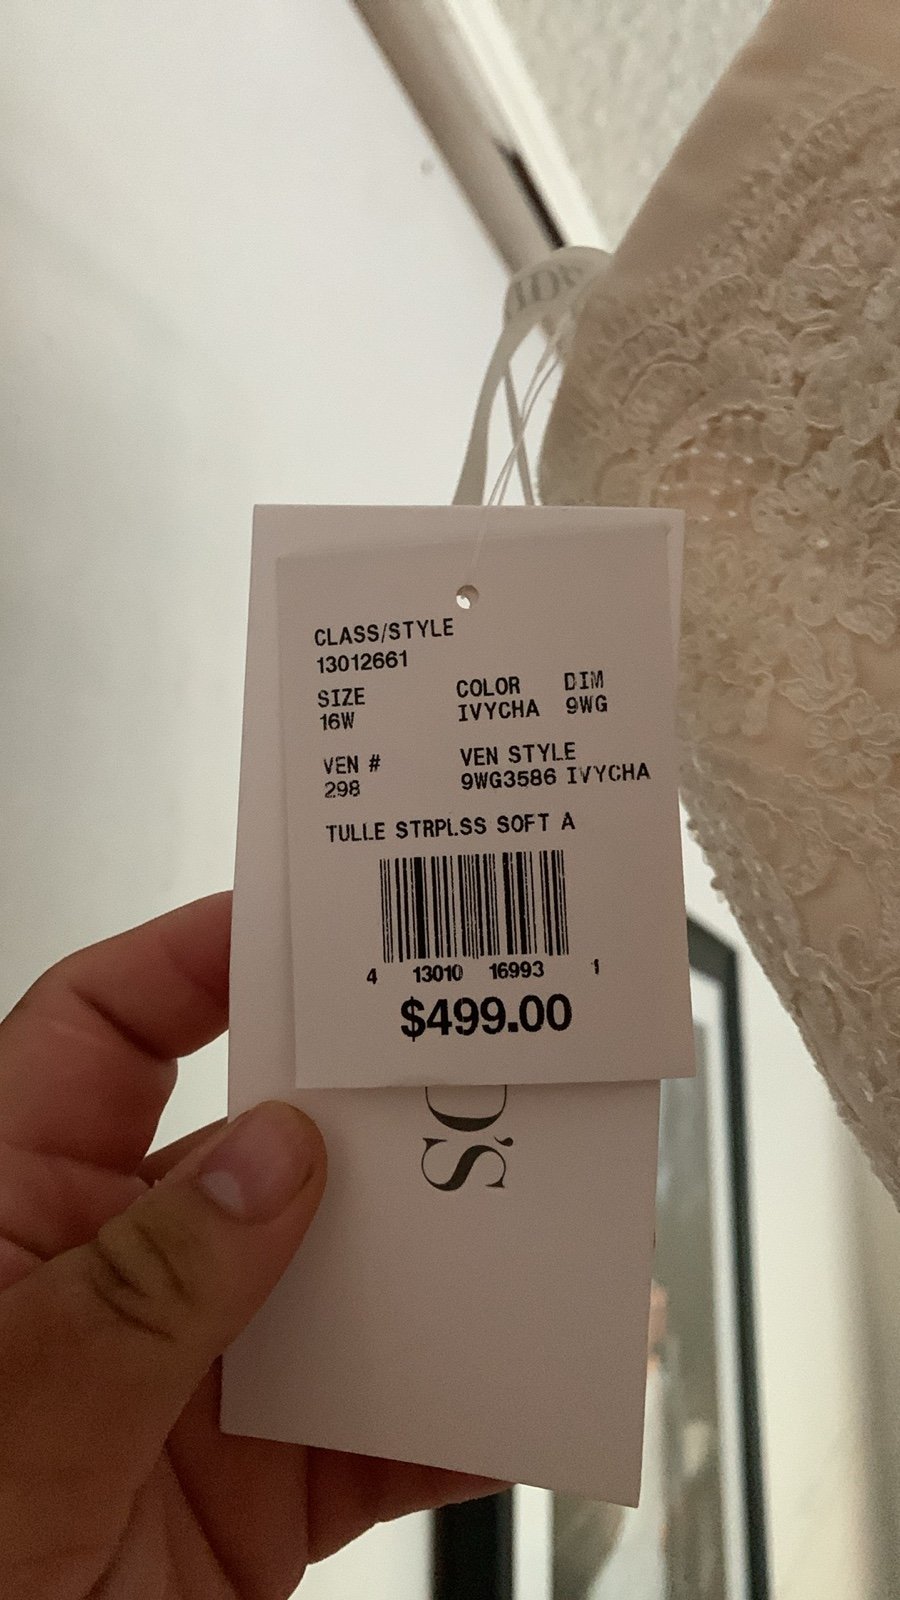 CLASS/STYLE
13012661
SIZE COLOR DIM
16W IVYCHA 9WG
VEN # VEN STYLE
298 9WG3586 IVYCHA
TULLE STRPLSS SOFT A
4 13010 16993 1
$499.00
'S